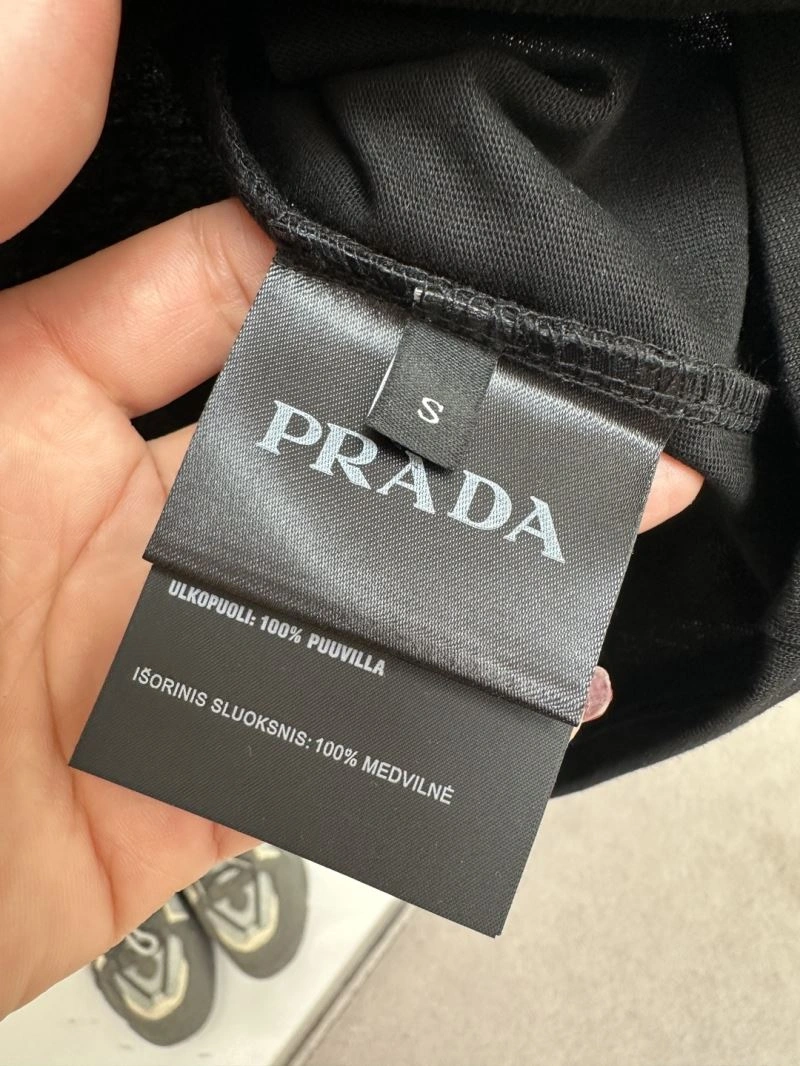 S
PRADA
ULKOPUOLI: 100% PUUVILLA
IŠORINIS SLUOKSNIS: 100% MEDVILNĖ